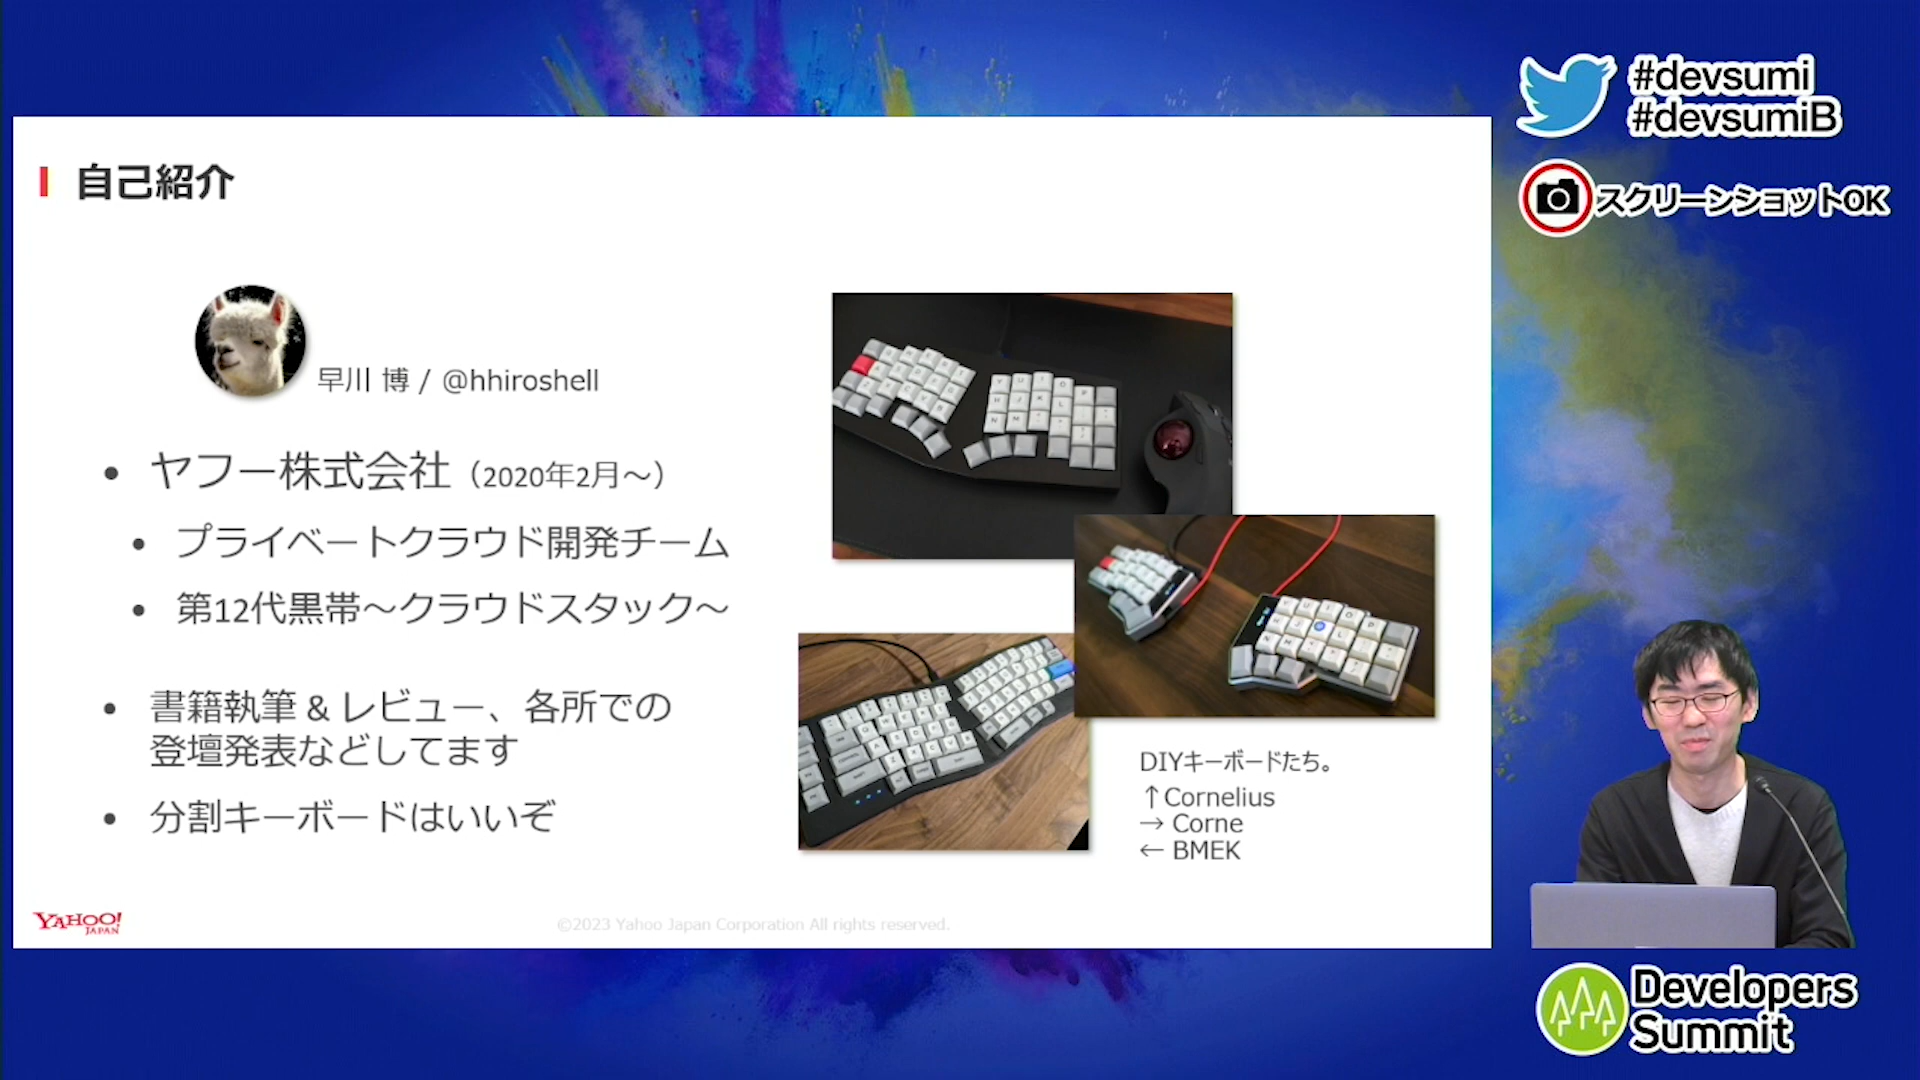 #devsumi
#devsumiB
スクリーンショットOK
自己紹介
早川 博 / @hhiroshell
• ヤフー株式会社（2020年2月～）
• プライベートクラウド開発チーム
• 第12代黒帯～クラウドスタック～
• 書籍執筆 & レビュー、各所での
登壇発表などしてます
• 分割キーボードはいいぞ
DIYキーボードたち。
↑Cornelius
→ Corne
← BMEK
YAHOO!
JAPAN
©2023 Yahoo Japan Corporation All rights reserved.
Developers
Summit